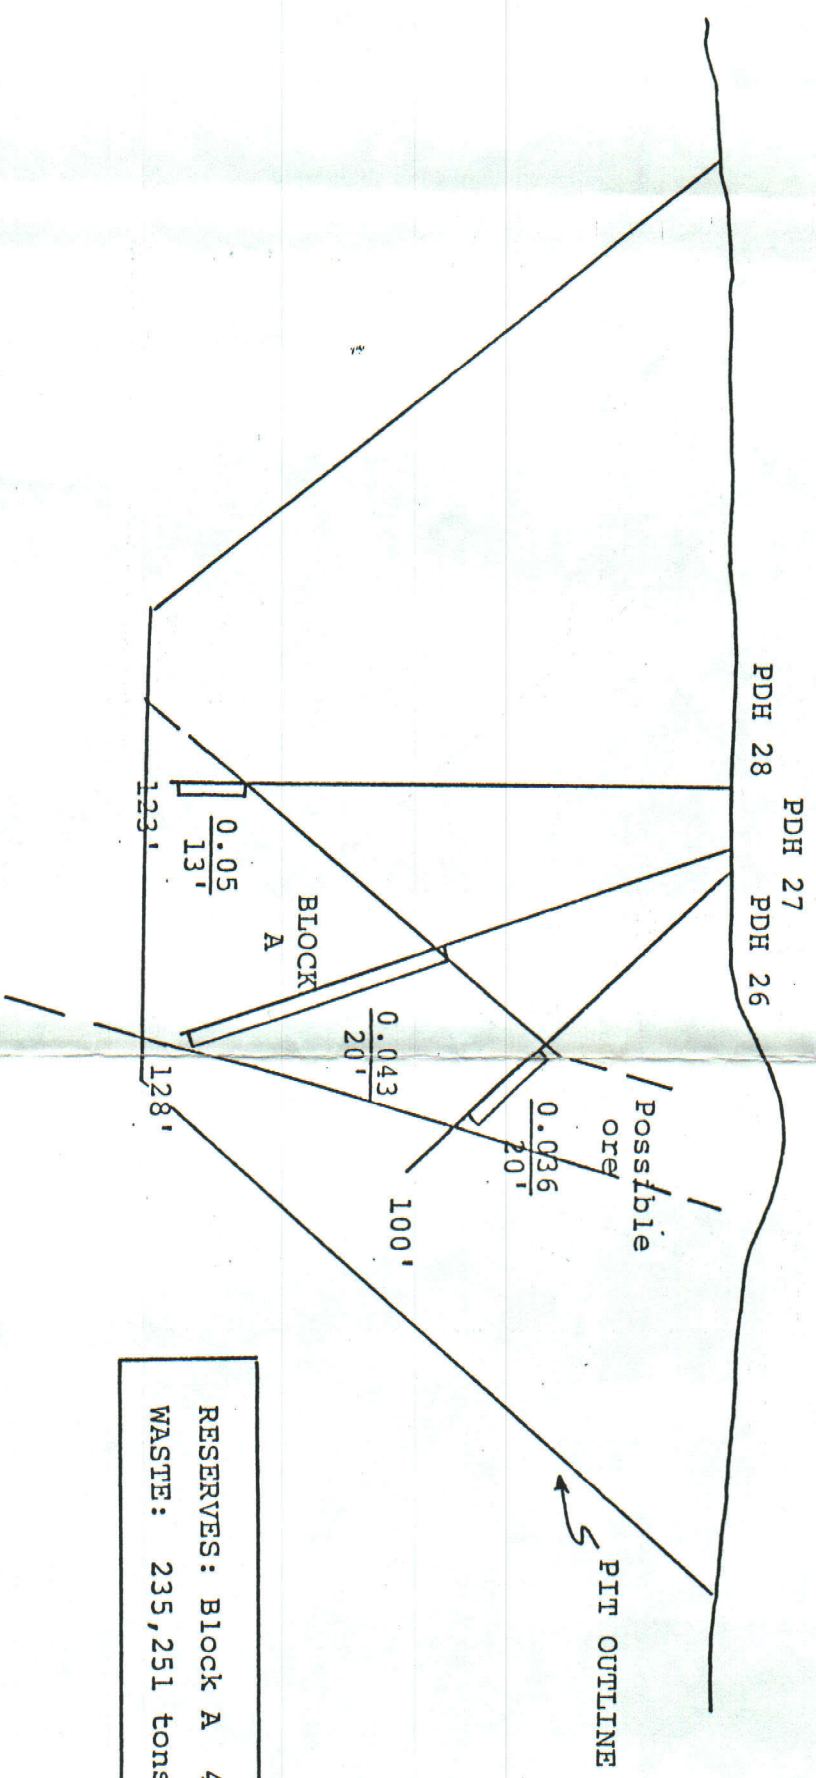 PDH 28
PDH 27
PDH 26
123'
0.05
13'
BLOCK
A
0.043
20'
128'
0.036
20'
Possible
ore
100'
PIT OUTLINE
RESERVES: Block A
WASTE: 235,251 tons